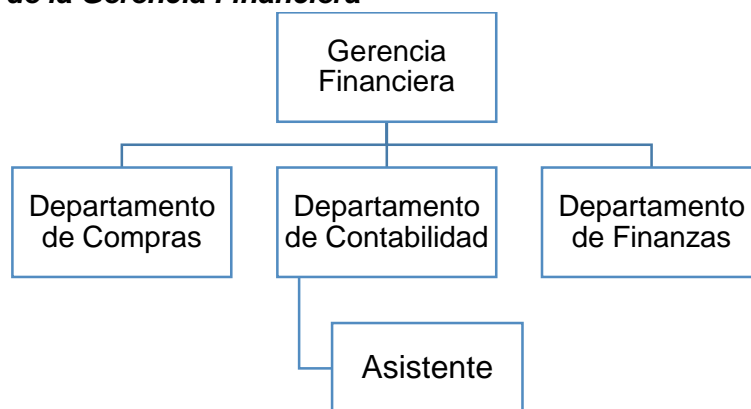 de la Gerencia Financiera
Gerencia
Financiera
Departamento
de Compras
Departamento
de Contabilidad
Departamento
de Finanzas
Asistente